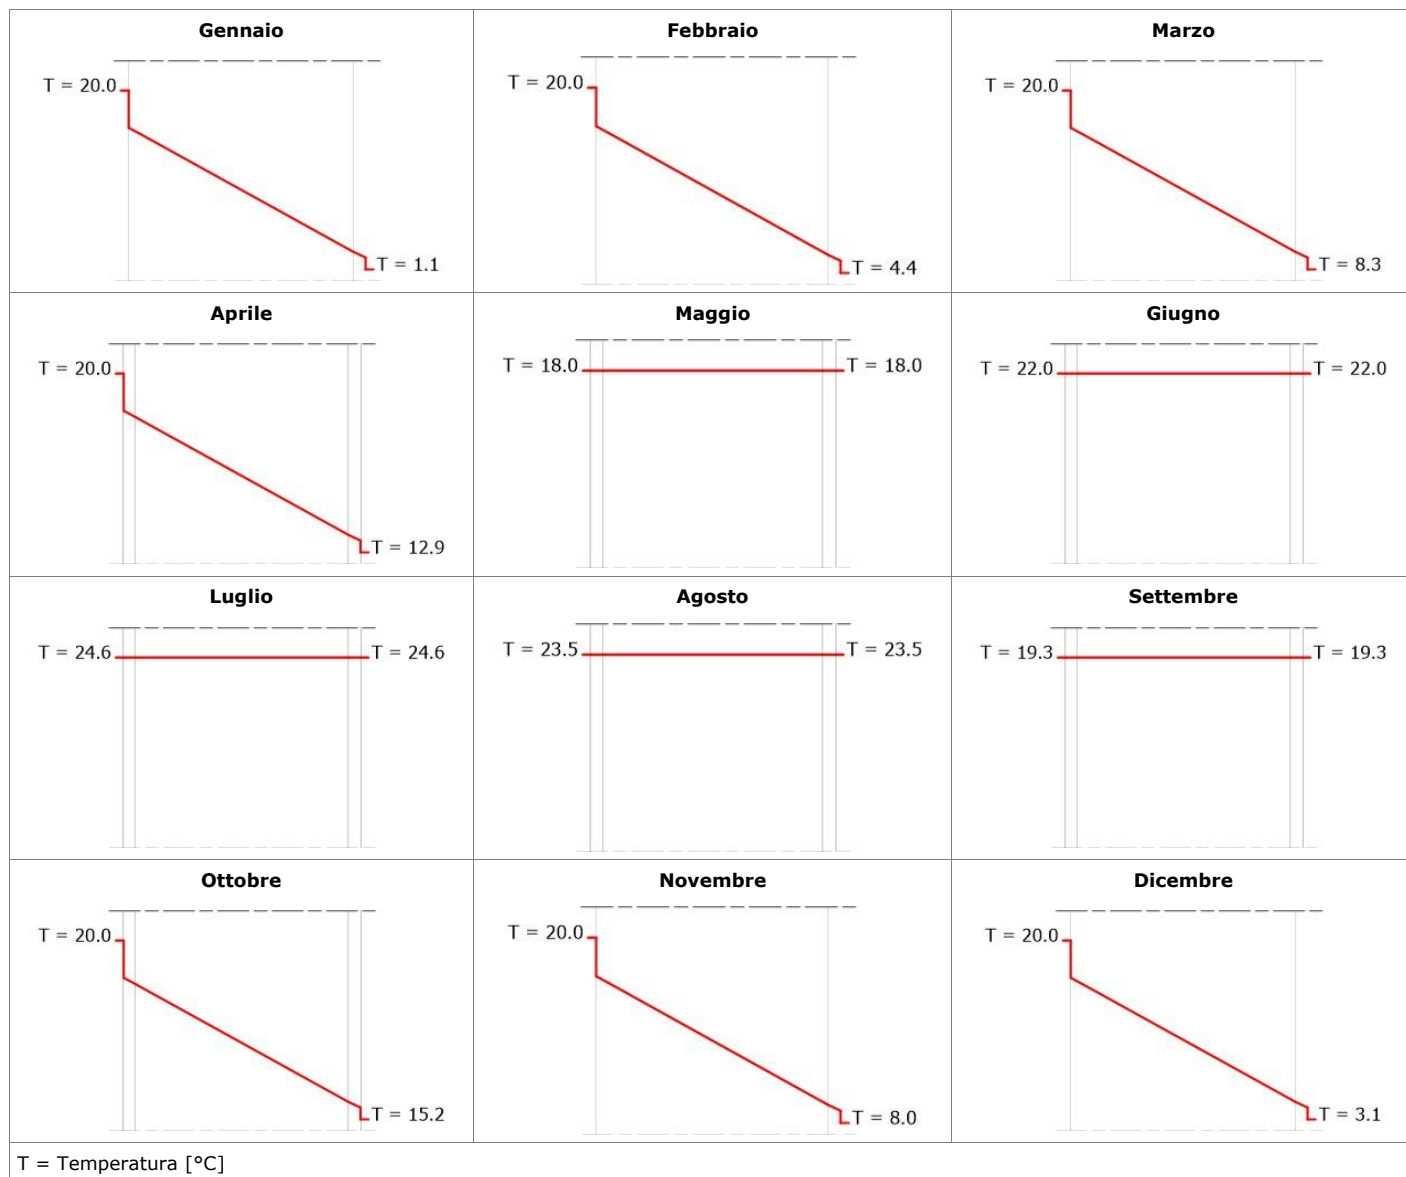 Gennaio
T = 20.0
T = 1.1
Febbraio
T = 20.0
T = 4.4
Marzo
T = 20.0
T = 8.3
Aprile
T = 20.0
T = 12.9
Maggio
T = 18.0
T = 18.0
Giugno
T = 22.0
T = 22.0
Luglio
T = 24.6
T = 24.6
Agosto
T = 23.5
T = 23.5
Settembre
T = 19.3
T = 19.3
Ottobre
T = 20.0
T = 15.2
Novembre
T = 20.0
T = 8.0
Dicembre
T = 20.0
T = 3.1
T = Temperatura [°C]